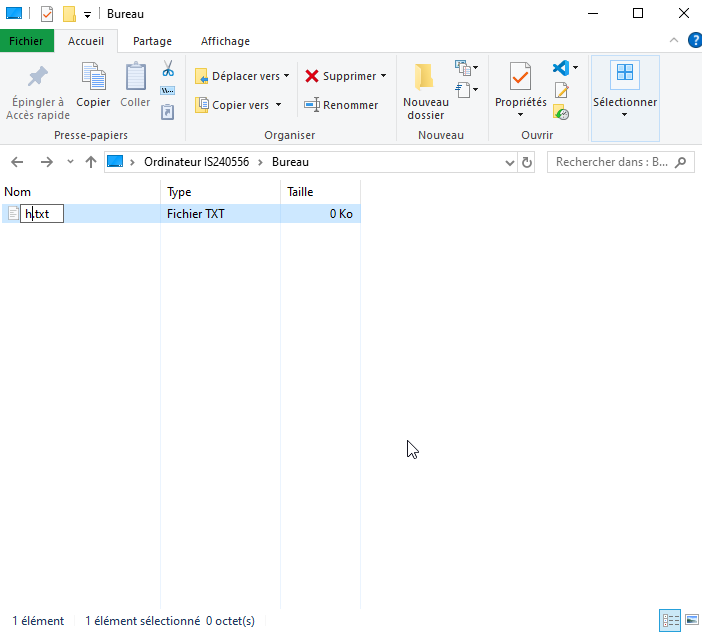 Bureau
Fichier Accueil Partage Affichage
Épingler à Accès rapide
Copier
Coller
Presse-papiers
Déplacer vers
Copier vers
Supprimer
Renommer
Organiser
Nouveau dossier
Nouveau
Propriétés
Ouvrir
Sélectionner
Ordinateur IS240556 > Bureau
Rechercher dans : B...
Nom Type Taille
h.txt Fichier TXT 0 Ko
1 élément 1 élément sélectionné 0 octet(s)